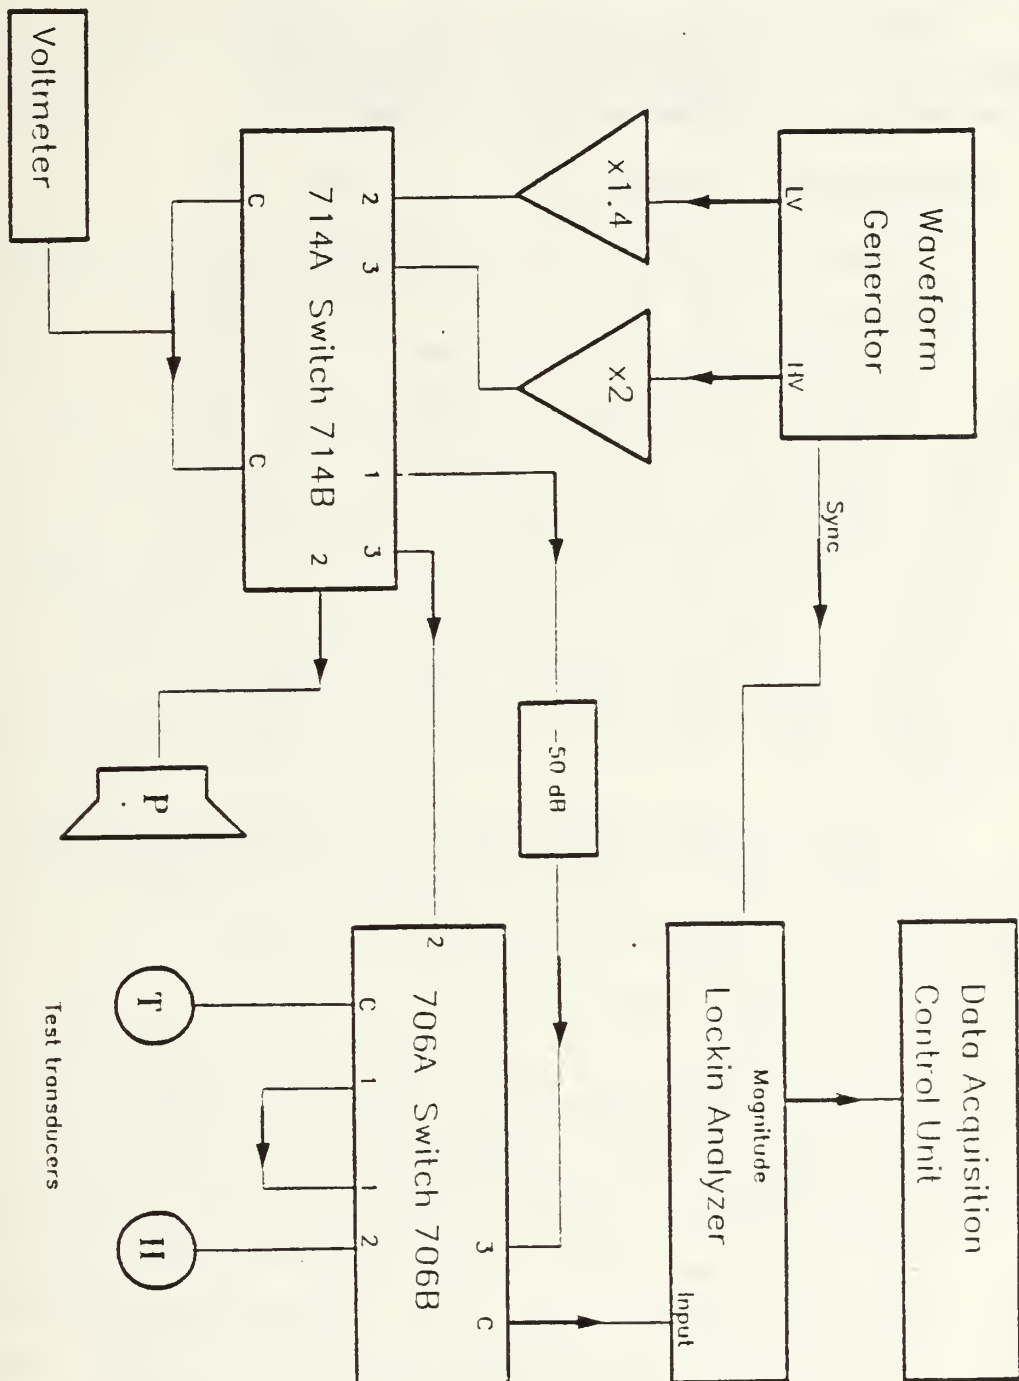 Waveform
Generator
LV
HV
Sync
x1.4
x2
2
3
1
3
714A Switch 714B
C
C
2
Voltmeter
-50 dB
P
Data Acquisition
Control Unit
Magnitude
Lockin Analyzer
Input
2
3
C
706A Switch 706B
C
1
1
2
T
H
Test transducers